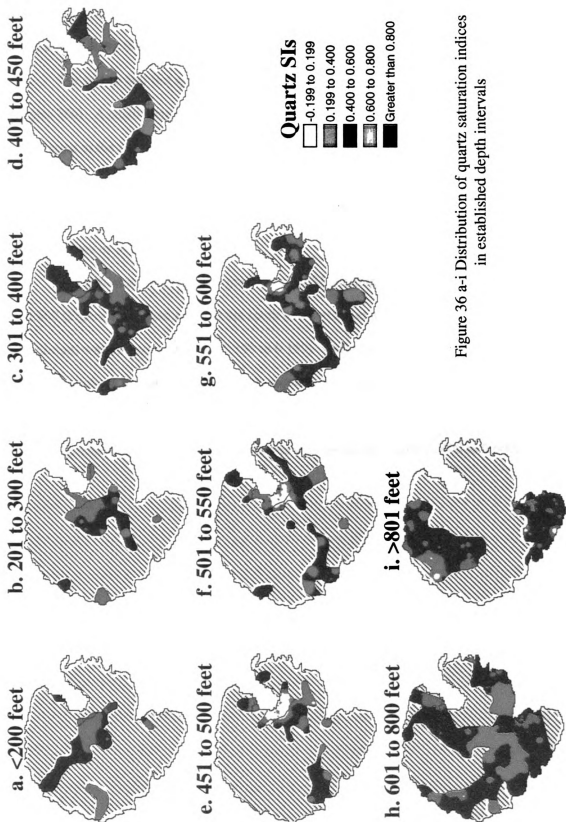 a. <200 feet
b. 201 to 300 feet
c. 301 to 400 feet
d. 401 to 450 feet
e. 451 to 500 feet
f. 501 to 550 feet
g. 551 to 600 feet
h. 601 to 800 feet
i. >801 feet
Quartz SIs
-0.199 to 0.199
0.199 to 0.400
0.400 to 0.600
0.600 to 0.800
Greater than 0.800
Figure 36 a-i Distribution of quartz saturation indices
in established depth intervals